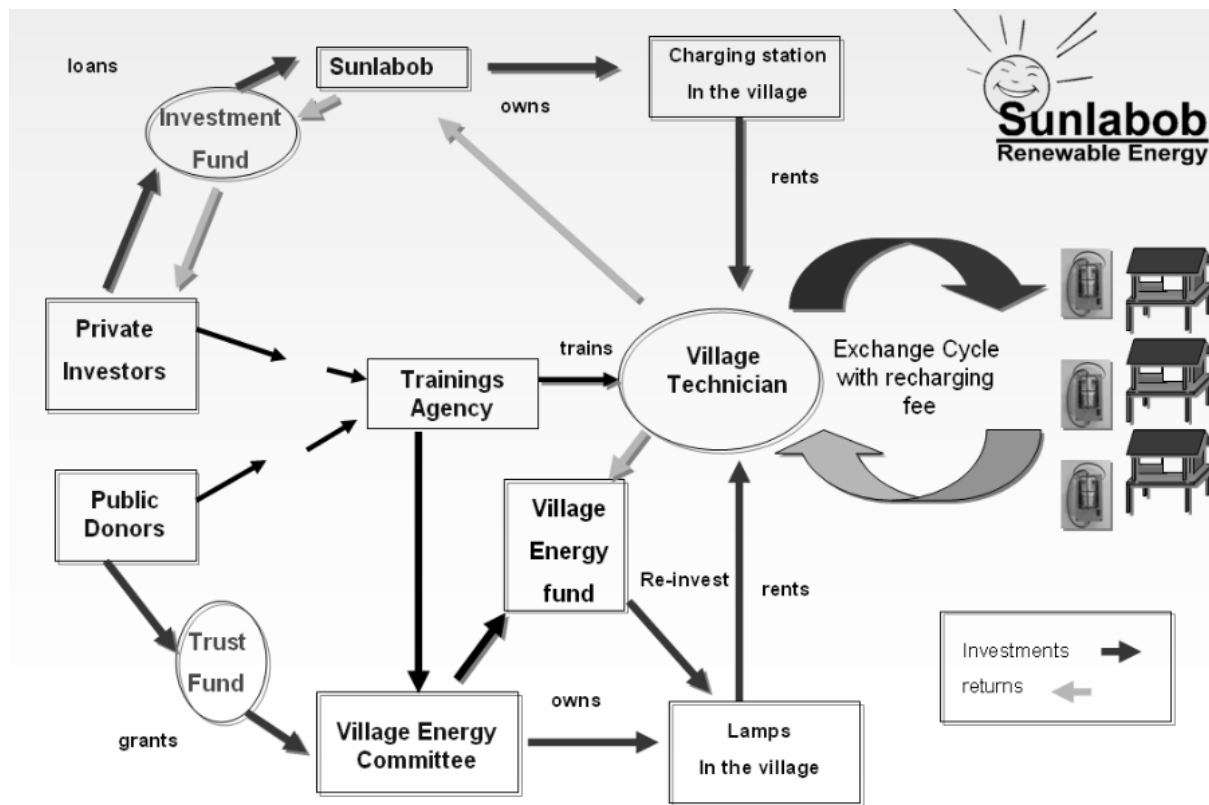 loans
Sunlabob
owns
Charging station
In the village
Sunlabob
Renewable Energy
Investment
Fund
rents
Private
Investors
trains
Trainings
Agency
Village
Technician
Exchange Cycle
with recharging
fee
Public
Donors
Village
Energy
fund
Re-invest
rents
Trust
Fund
grants
Village Energy
Committee
owns
Lamps
In the village
Investments
returns